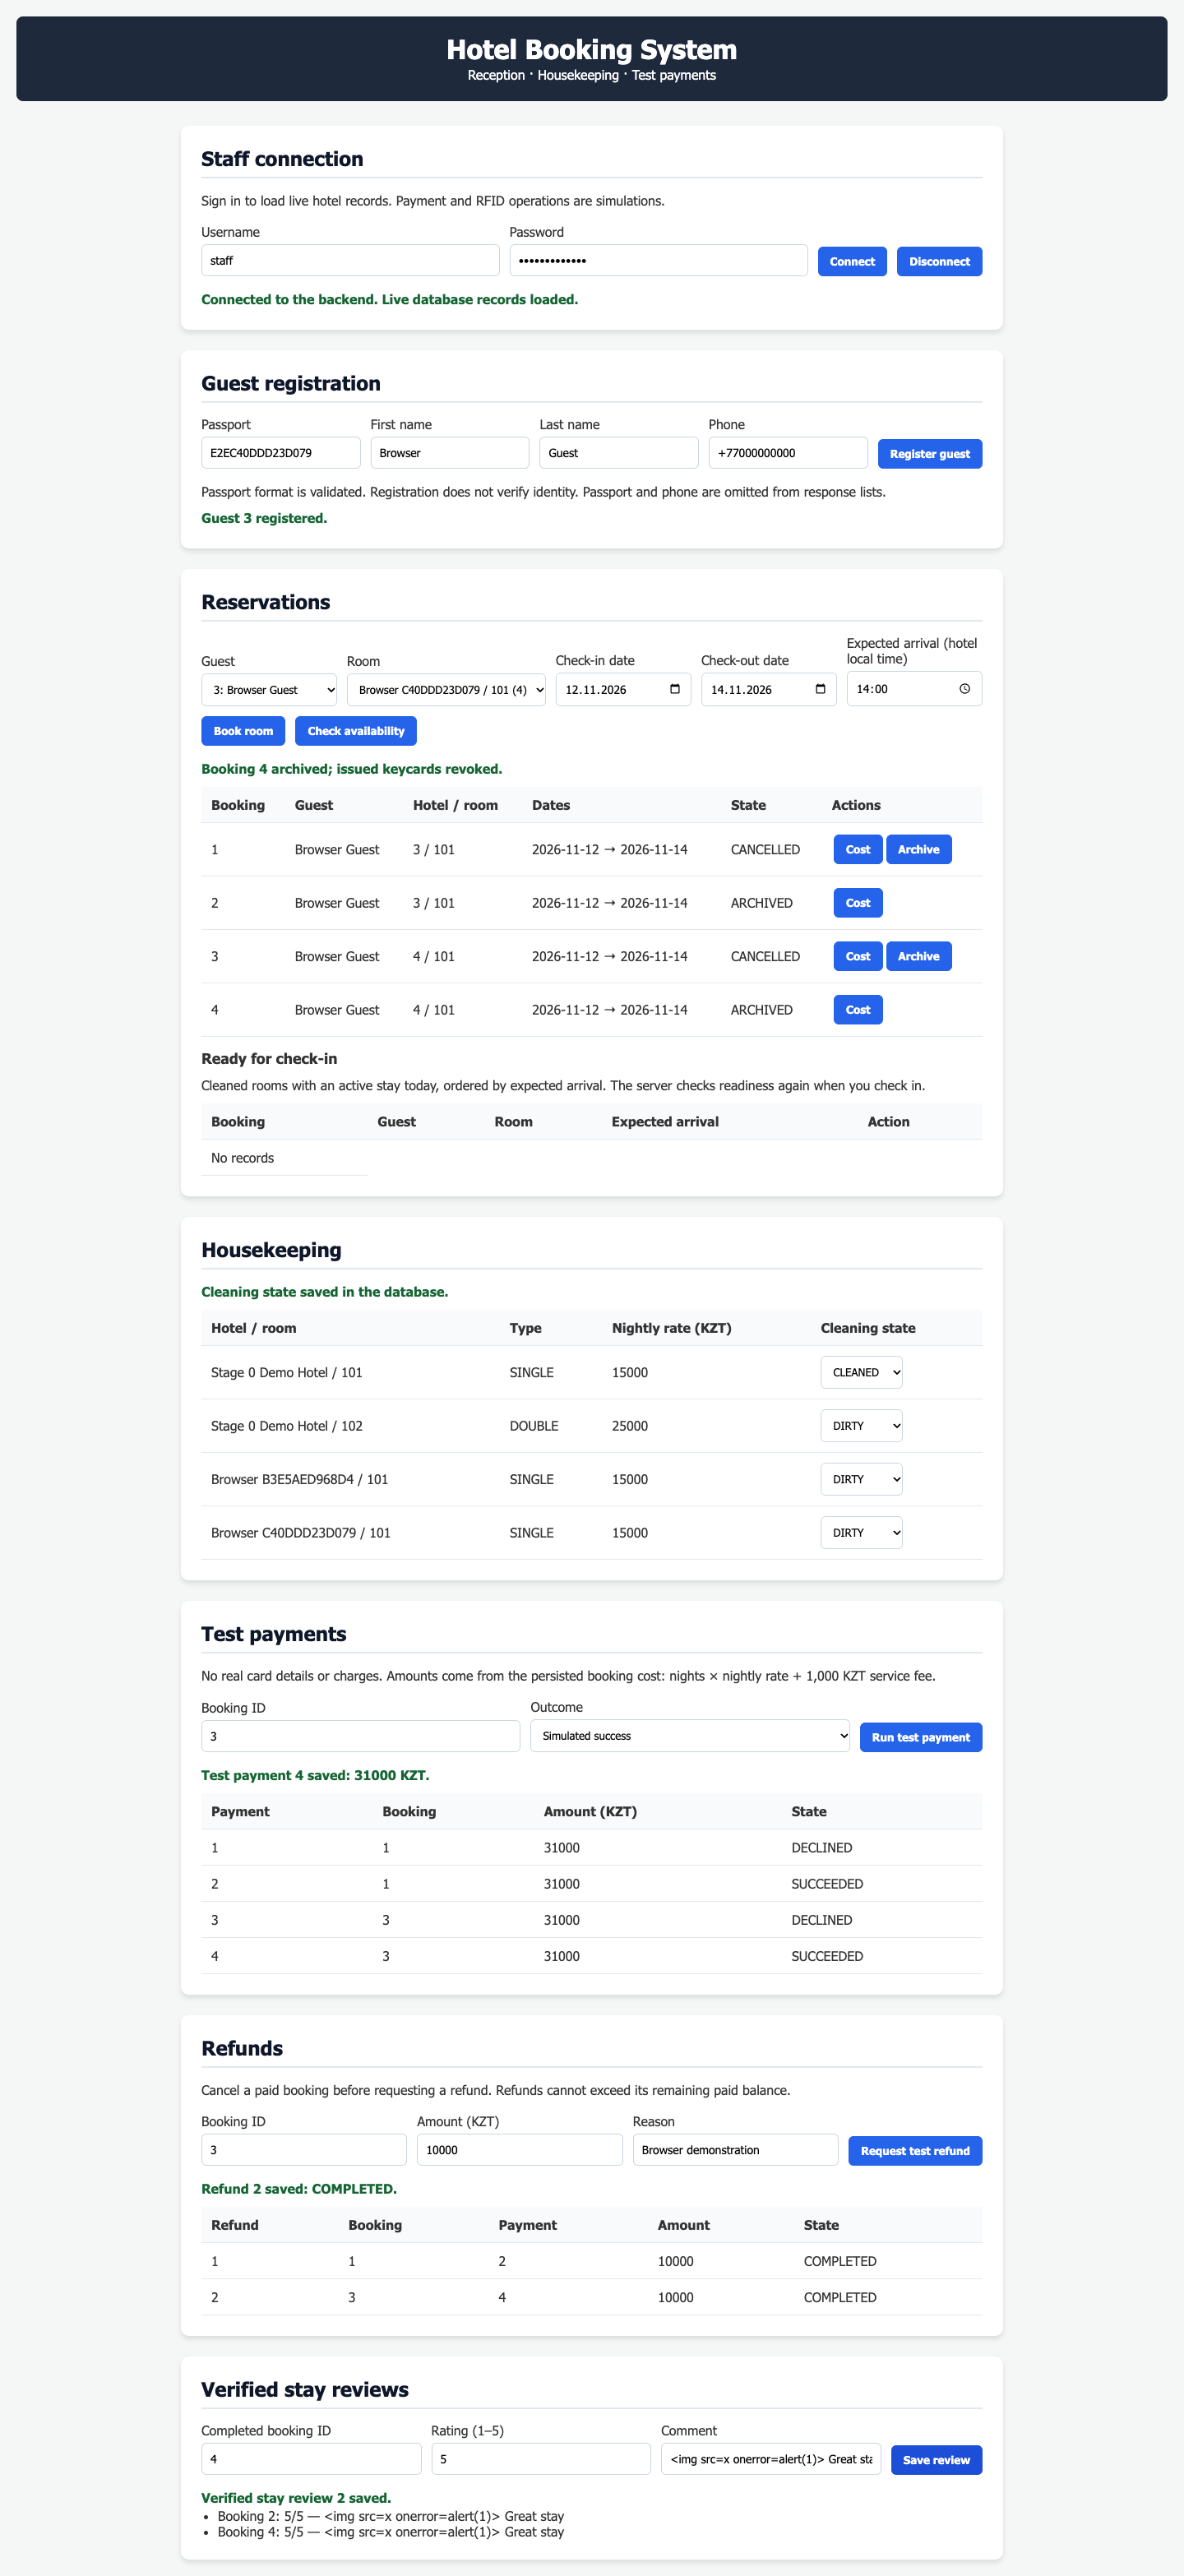 Hotel Booking System
Reception · Housekeeping · Test payments
Staff connection
Sign in to load live hotel records. Payment and RFID operations are simulations.
Username Password
staff ••••••••••••• Connect Disconnect
Connected to the backend. Live database records loaded.
Guest registration
Passport First name Last name Phone
E2EC40DDD23D079 Browser Guest +77000000000 Register guest
Passport format is validated. Registration does not verify identity. Passport and phone are omitted from response lists.
Guest 3 registered.
Reservations
Guest Room Check-in date Check-out date Expected arrival (hotel local time)
3: Browser Guest Browser C40DDD23D079 / 101 (4) 12.11.2026 14.11.2026 14:00
Book room Check availability
Booking 4 archived; issued keycards revoked.
Booking Guest Hotel / room Dates State Actions
1 Browser Guest 3 / 101 2026-11-12 → 2026-11-14 CANCELLED Cost Archive
2 Browser Guest 3 / 101 2026-11-12 → 2026-11-14 ARCHIVED Cost
3 Browser Guest 4 / 101 2026-11-12 → 2026-11-14 CANCELLED Cost Archive
4 Browser Guest 4 / 101 2026-11-12 → 2026-11-14 ARCHIVED Cost
Ready for check-in
Cleaned rooms with an active stay today, ordered by expected arrival. The server checks readiness again when you check in.
Booking Guest Room Expected arrival Action
No records
Housekeeping
Cleaning state saved in the database.
Hotel / room Type Nightly rate (KZT) Cleaning state
Stage 0 Demo Hotel / 101 SINGLE 15000 CLEANED
Stage 0 Demo Hotel / 102 DOUBLE 25000 DIRTY
Browser B3E5AED968D4 / 101 SINGLE 15000 DIRTY
Browser C40DDD23D079 / 101 SINGLE 15000 DIRTY
Test payments
No real card details or charges. Amounts come from the persisted booking cost: nights × nightly rate + 1,000 KZT service fee.
Booking ID Outcome
3 Simulated success Run test payment
Test payment 4 saved: 31000 KZT.
Payment Booking Amount (KZT) State
1 1 31000 DECLINED
2 1 31000 SUCCEEDED
3 3 31000 DECLINED
4 3 31000 SUCCEEDED
Refunds
Cancel a paid booking before requesting a refund. Refunds cannot exceed its remaining paid balance.
Booking ID Amount (KZT) Reason
3 10000 Browser demonstration Request test refund
Refund 2 saved: COMPLETED.
Refund Booking Payment Amount State
1 1 2 10000 COMPLETED
2 3 4 10000 COMPLETED
Verified stay reviews
Completed booking ID Rating (1–5) Comment
4 5 <img src=x onerror=alert(1)> Great sta Save review
Verified stay review 2 saved.
• Booking 2: 5/5 — <img src=x onerror=alert(1)> Great stay
• Booking 4: 5/5 — <img src=x onerror=alert(1)> Great stay